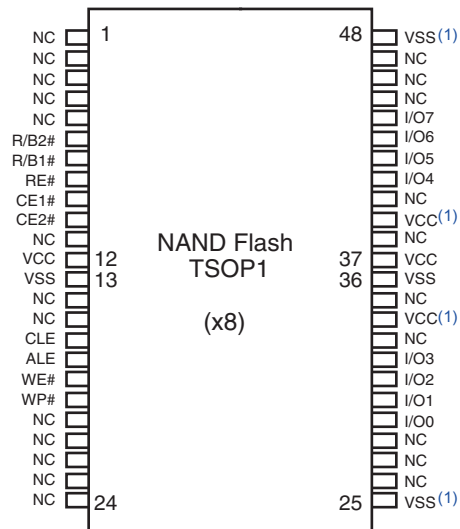 NC 1 48 VSS(1)
NC NC
NC NC
NC NC
NC I/O7
R/B2# I/O6
R/B1# I/O5
RE# I/O4
CE1# NC
CE2# VCC(1)
NC NC
NAND Flash
VCC 12 37 VCC
TSOP1
VSS 13 36 VSS
NC NC
NC VCC(1)
(x8)
CLE NC
ALE I/O3
WE# I/O2
WP# I/O1
NC I/O0
NC NC
NC NC
NC NC
NC 24 25 VSS(1)